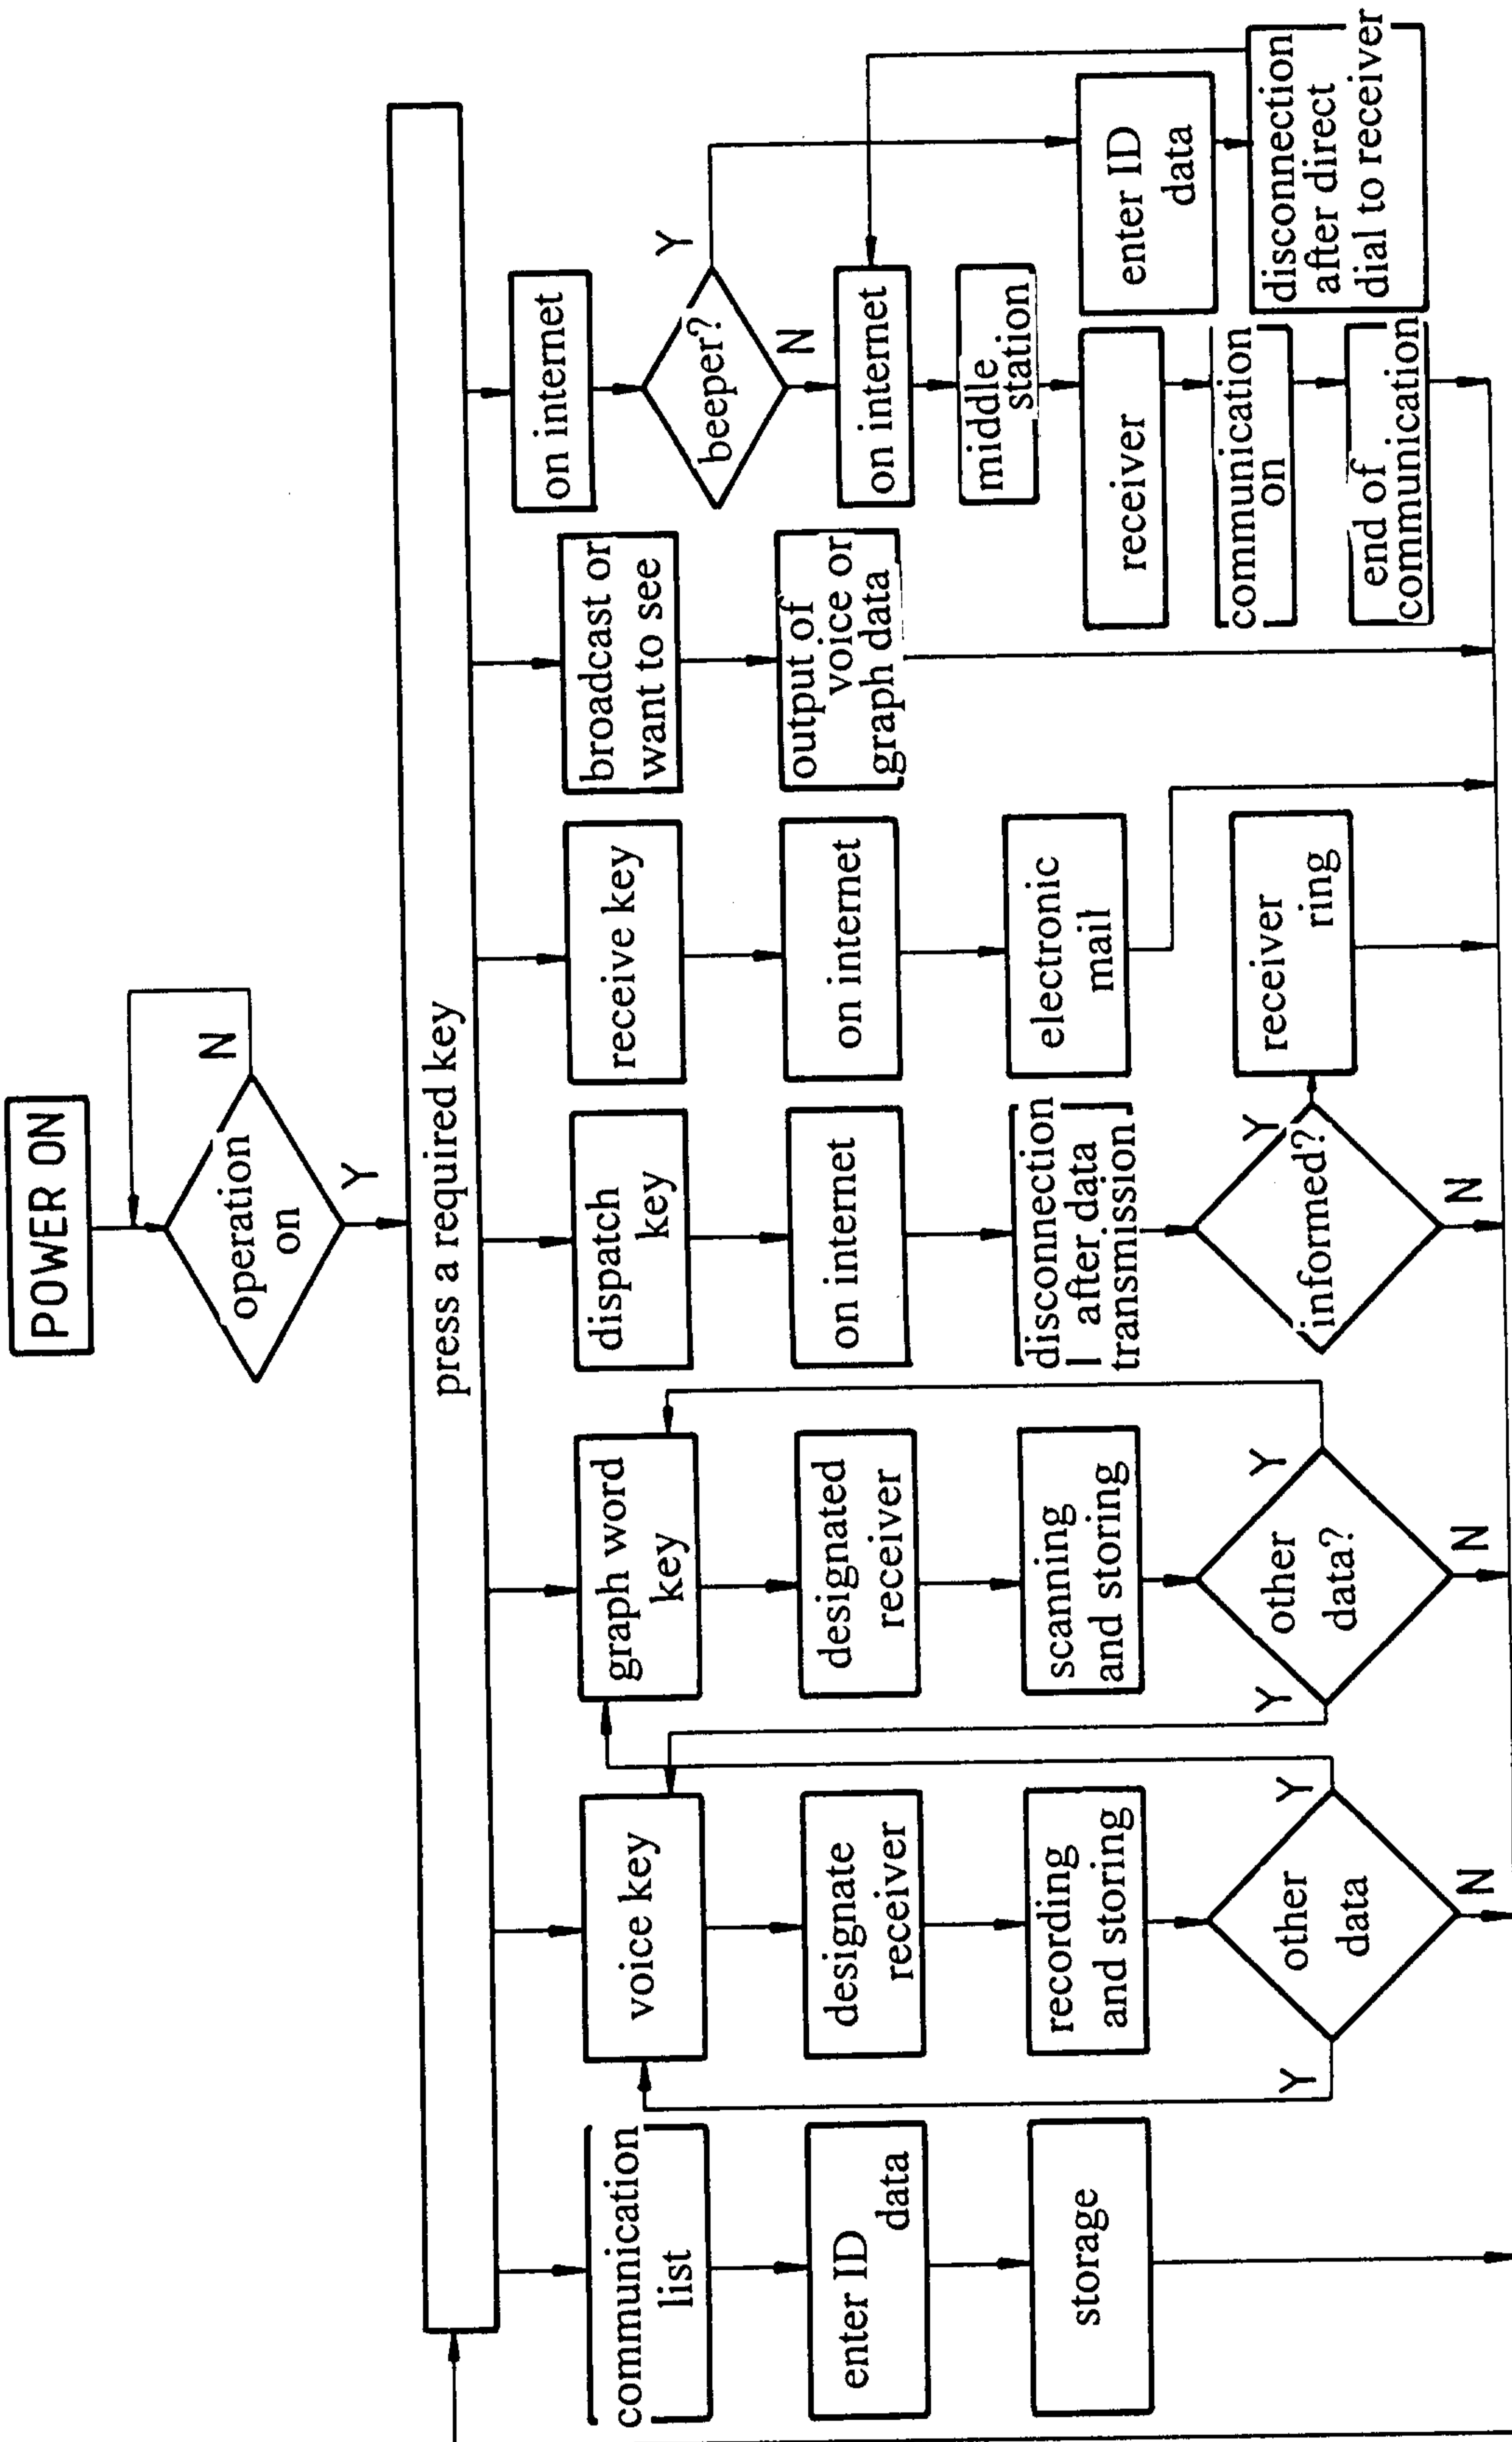 POWER ON
operation
on
N
Y
press a required key
communication
list
enter ID
data
storage
voice key
designate
receiver
recording
and storing
other
data
Y
Y
N
graph word
key
designated
receiver
scanning
and storing
other
data?
Y
Y
N
dispatch
key
on internet
disconnection
after data
transmission
informed?
Y
N
receiver
ring
receive key
on internet
electronic
mail
broadcast or
want to see
output of
voice or
graph data
on internet
beeper?
Y
N
on internet
middle
station
receiver
communication
on
end of
communication
enter ID
data
disconnection
after direct
dial to receiver